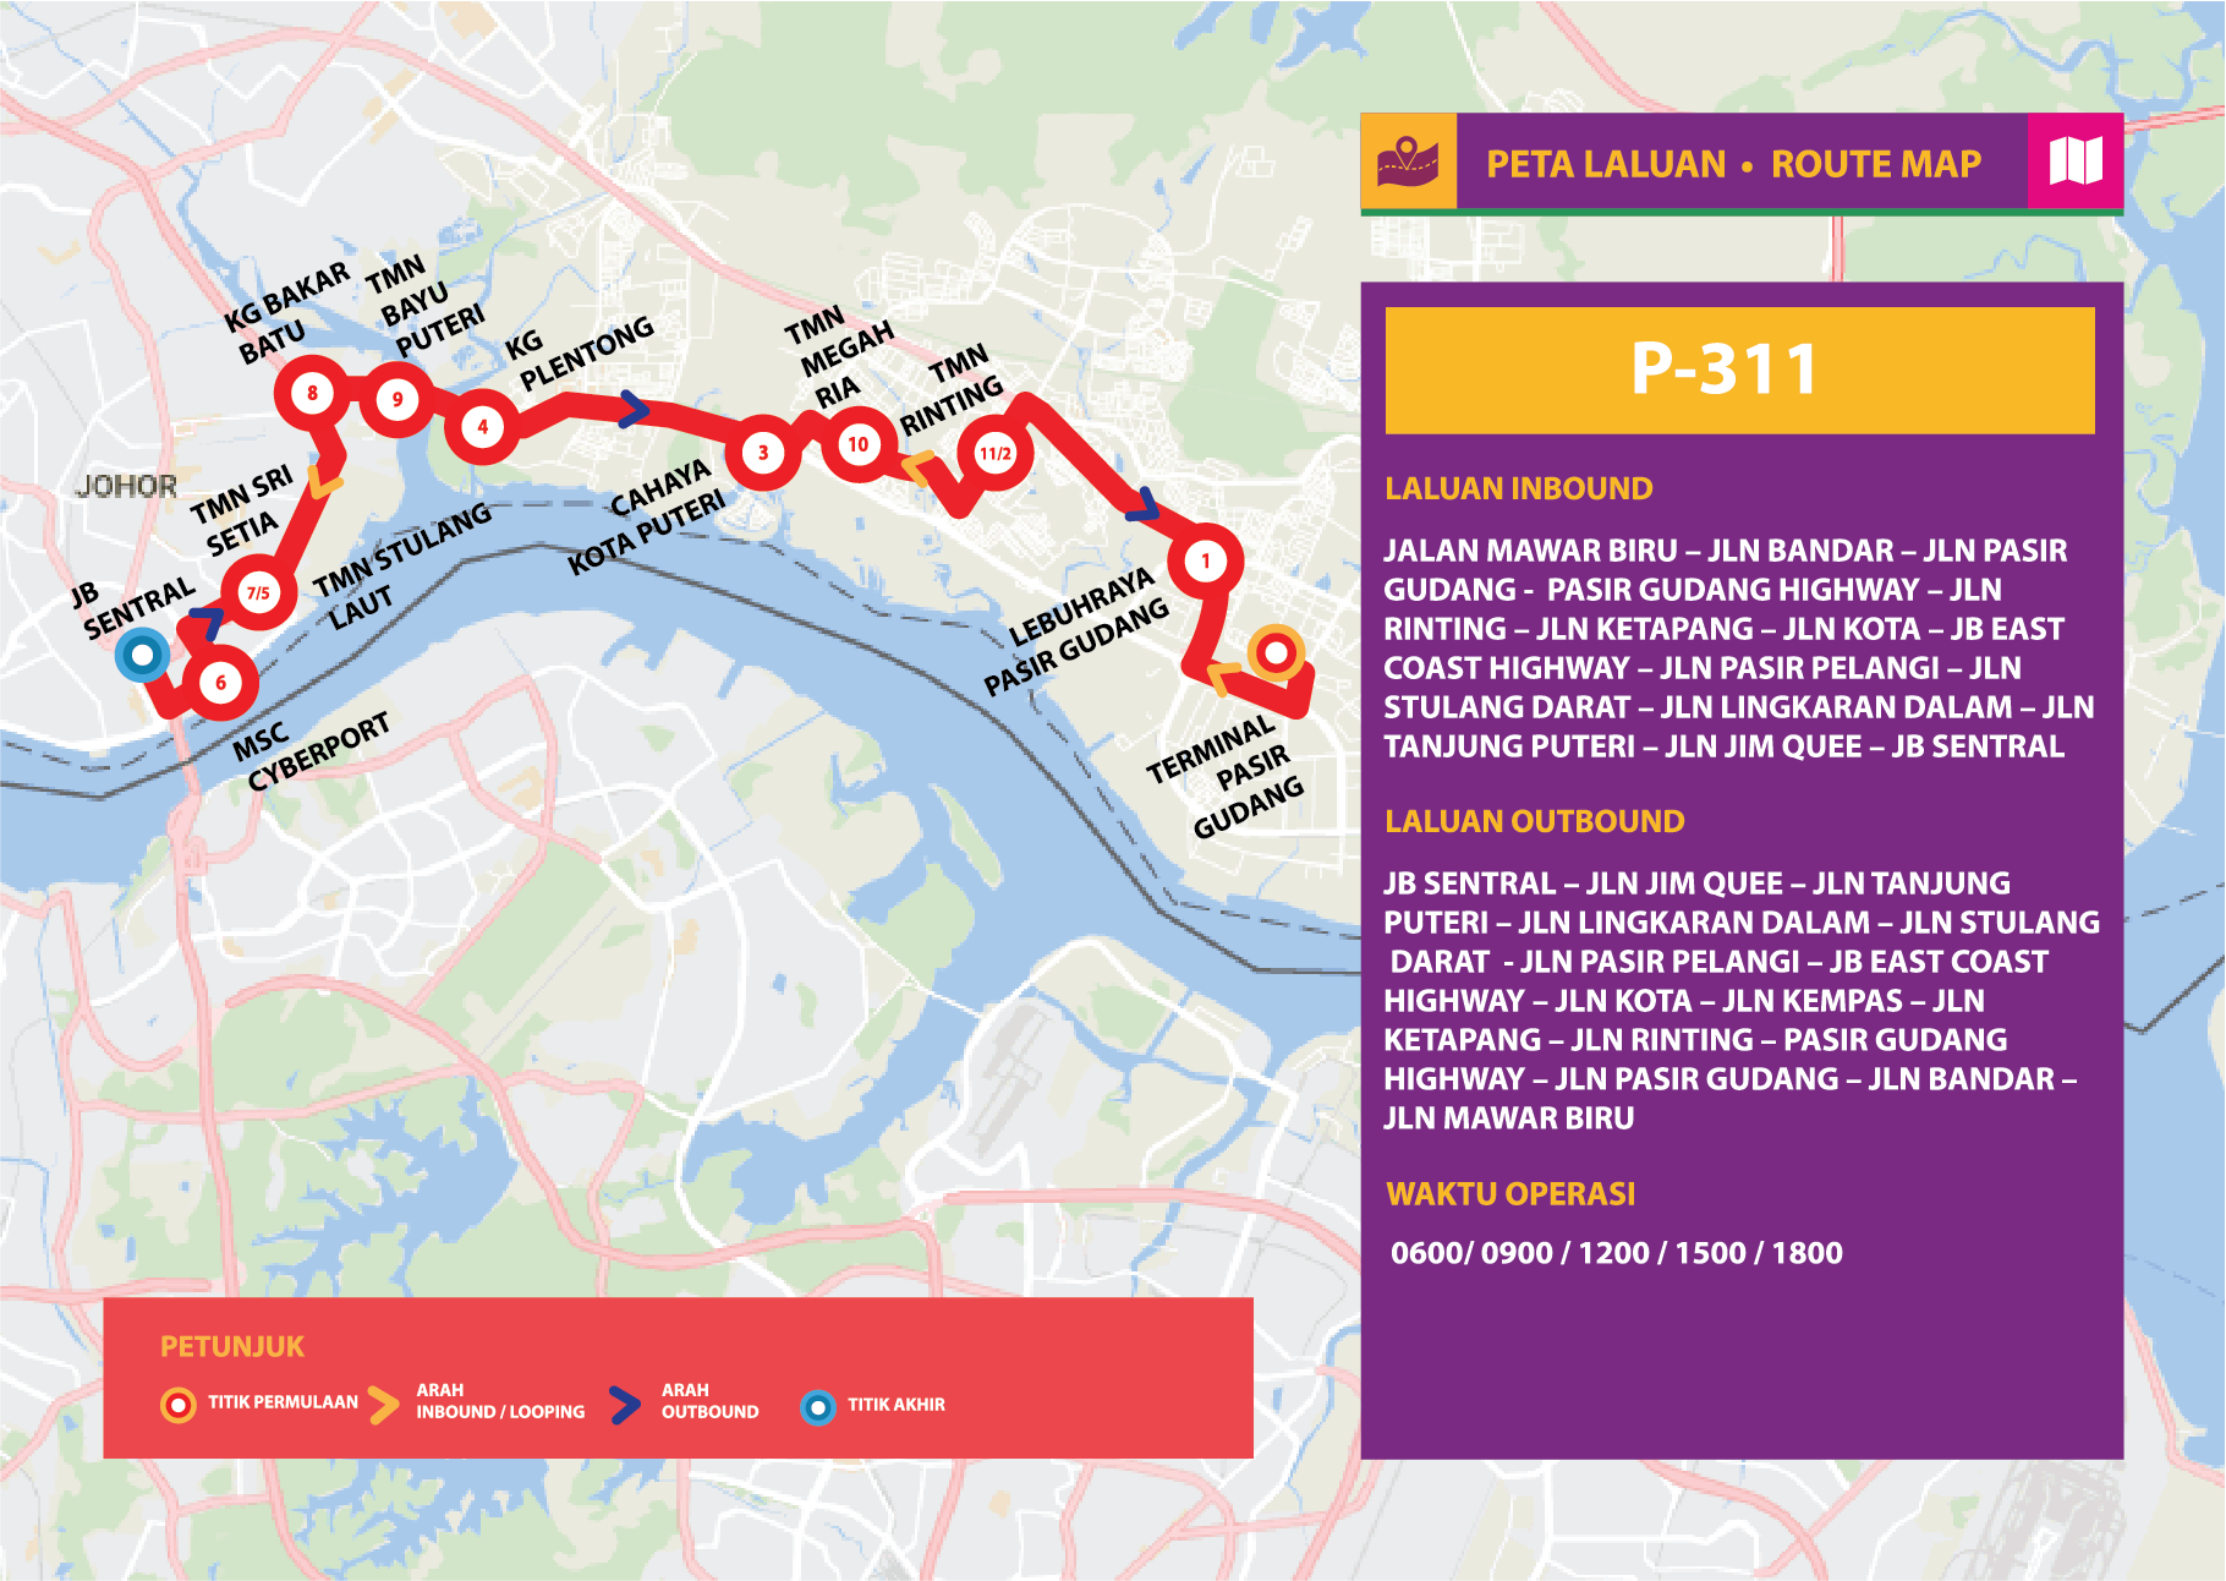 PETA LALUAN • ROUTE MAP
P-311
LALUAN INBOUND
JALAN MAWAR BIRU – JLN BANDAR – JLN PASIR
GUDANG - PASIR GUDANG HIGHWAY – JLN
RINTING – JLN KETAPANG – JLN KOTA – JB EAST
COAST HIGHWAY – JLN PASIR PELANGI – JLN
STULANG DARAT – JLN LINGKARAN DALAM – JLN
TANJUNG PUTERI – JLN JIM QUEE – JB SENTRAL
LALUAN OUTBOUND
JB SENTRAL – JLN JIM QUEE – JLN TANJUNG
PUTERI – JLN LINGKARAN DALAM – JLN STULANG
DARAT - JLN PASIR PELANGI – JB EAST COAST
HIGHWAY – JLN KOTA – JLN KEMPAS – JLN
KETAPANG – JLN RINTING – PASIR GUDANG
HIGHWAY – JLN PASIR GUDANG – JLN BANDAR –
JLN MAWAR BIRU
WAKTU OPERASI
0600/ 0900 / 1200 / 1500 / 1800
KG BAKAR
BATU
TMN
BAYU
PUTERI
KG
PLENTONG
TMN
MEGAH
RIA
TMN
RINTING
8
9
4
3
10
11/2
1
JOHOR
TMN SRI
SETIA
CAHAYA
KOTA PUTERI
TMN STULANG
LAUT
JB
SENTRAL
7/5
6
LEBUHRAYA
PASIR GUDANG
MSC
CYBERPORT
TERMINAL
PASIR
GUDANG
PETUNJUK
TITIK PERMULAAN
ARAH
INBOUND / LOOPING
ARAH
OUTBOUND
TITIK AKHIR